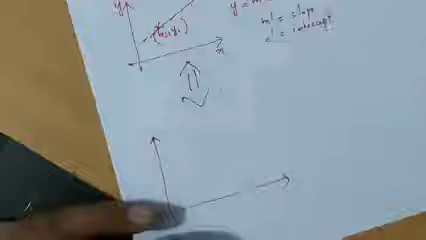 y
y = m
(x₁, y₁)
m = slope
x
c = intercept